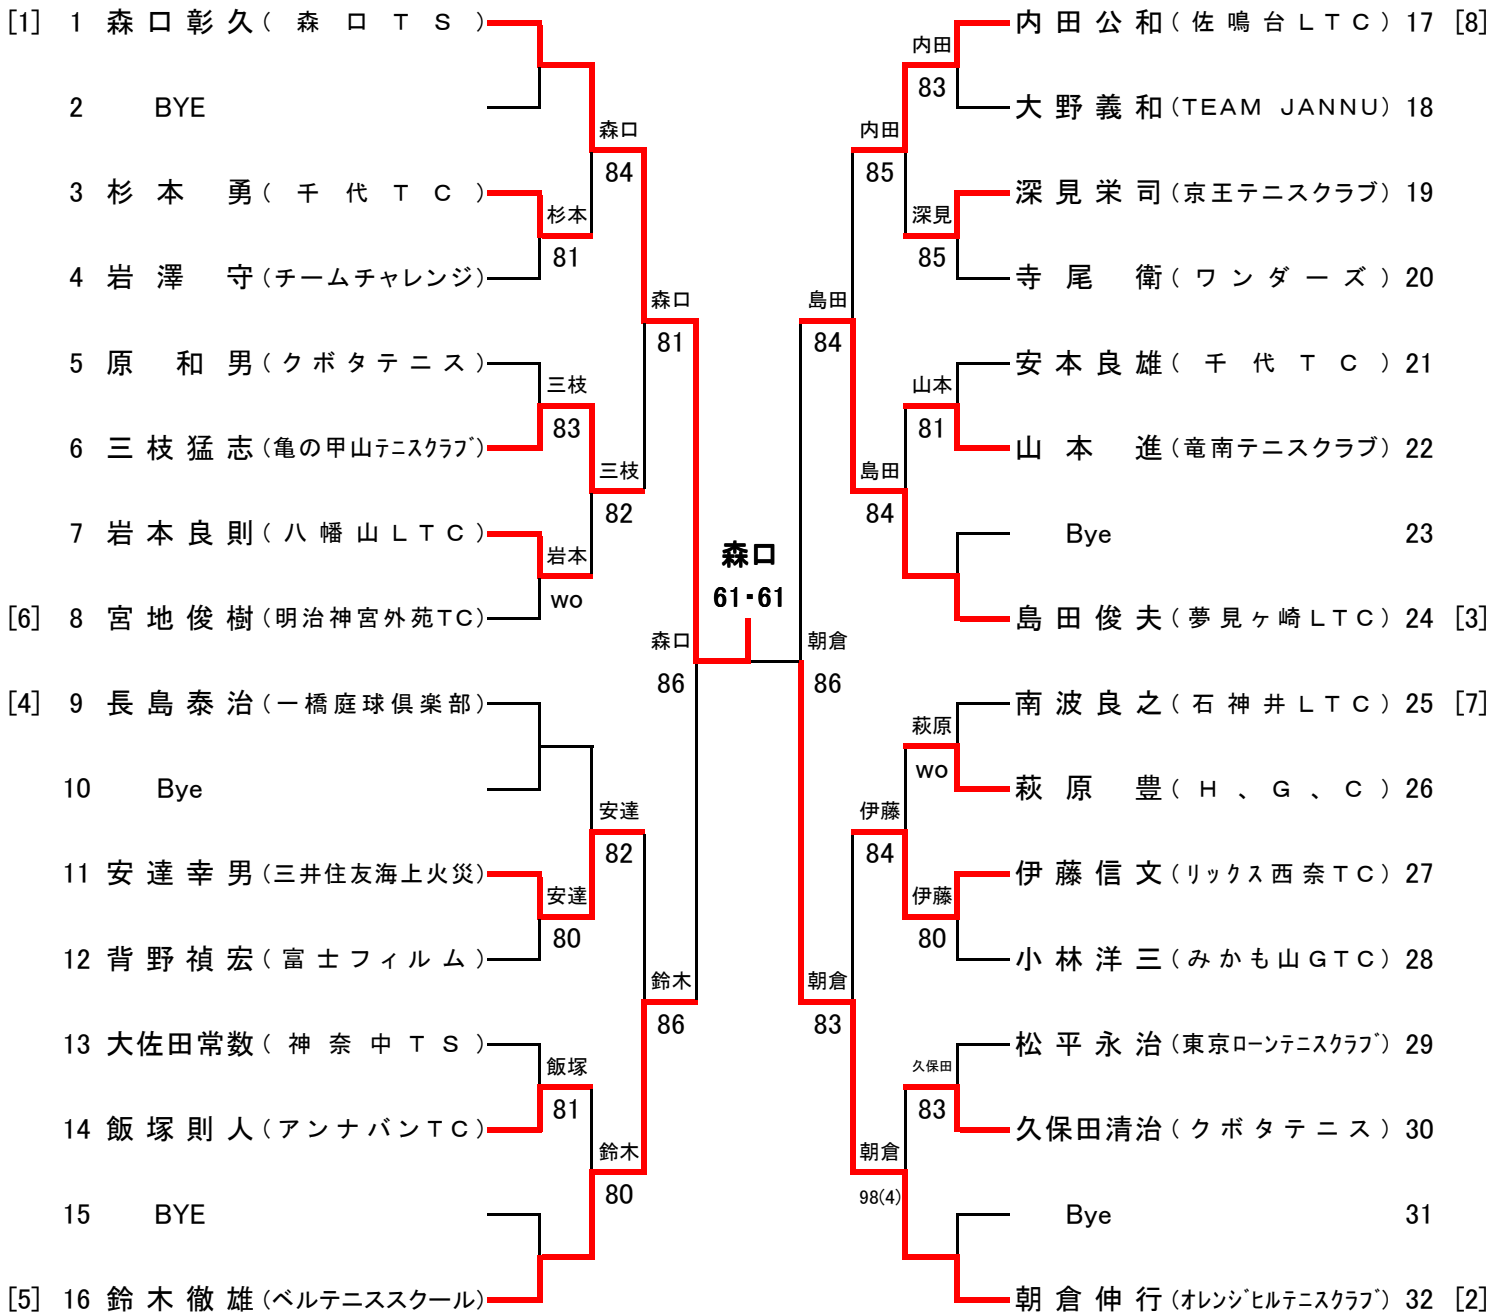 [1] 1 森口彰久(森口TS)
2 BYE
3 杉本 勇(千代TC)
4 岩澤 守(チームチャレンジ)
5 原 和男(クボタテニス)
6 三枝猛志(亀の甲山テニスクラブ)
7 岩本良則(八幡山LTC)
[6] 8 宮地俊樹(明治神宮外苑TC)
[4] 9 長島泰治(一橋庭球倶楽部)
10 Bye
11 安達幸男(三井住友海上火災)
12 背野禎宏(富士フィルム)
13 大佐田常数(神奈中TS)
14 飯塚則人(アンナバンTC)
15 BYE
[5] 16 鈴木徹雄(ベルテニススクール)
杉本
81
三枝
83
岩本
wo
安達
80
飯塚
81
森口
84
三枝
82
安達
82
鈴木
80
森口
81
鈴木
86
森口
86
森口
61・61
朝倉
86
島田
84
朝倉
83
内田
85
島田
84
伊藤
84
朝倉
98(4)
内田
83
深見
85
山本
81
萩原
wo
伊藤
80
久保田
83
内田公和(佐鳴台LTC) 17 [8]
大野義和(TEAM JANNU) 18
深見栄司(京王テニスクラブ) 19
寺尾 衛(ワンダーズ) 20
安本良雄(千代TC) 21
山本 進(竜南テニスクラブ) 22
Bye 23
島田俊夫(夢見ヶ崎LTC) 24 [3]
南波良之(石神井LTC) 25 [7]
萩原 豊(H、G、C) 26
伊藤信文(リックス西奈TC) 27
小林洋三(みかも山GTC) 28
松平永治(東京ローンテニスクラブ) 29
久保田清治(クボタテニス) 30
Bye 31
朝倉伸行(オレンジヒルテニスクラブ) 32 [2]